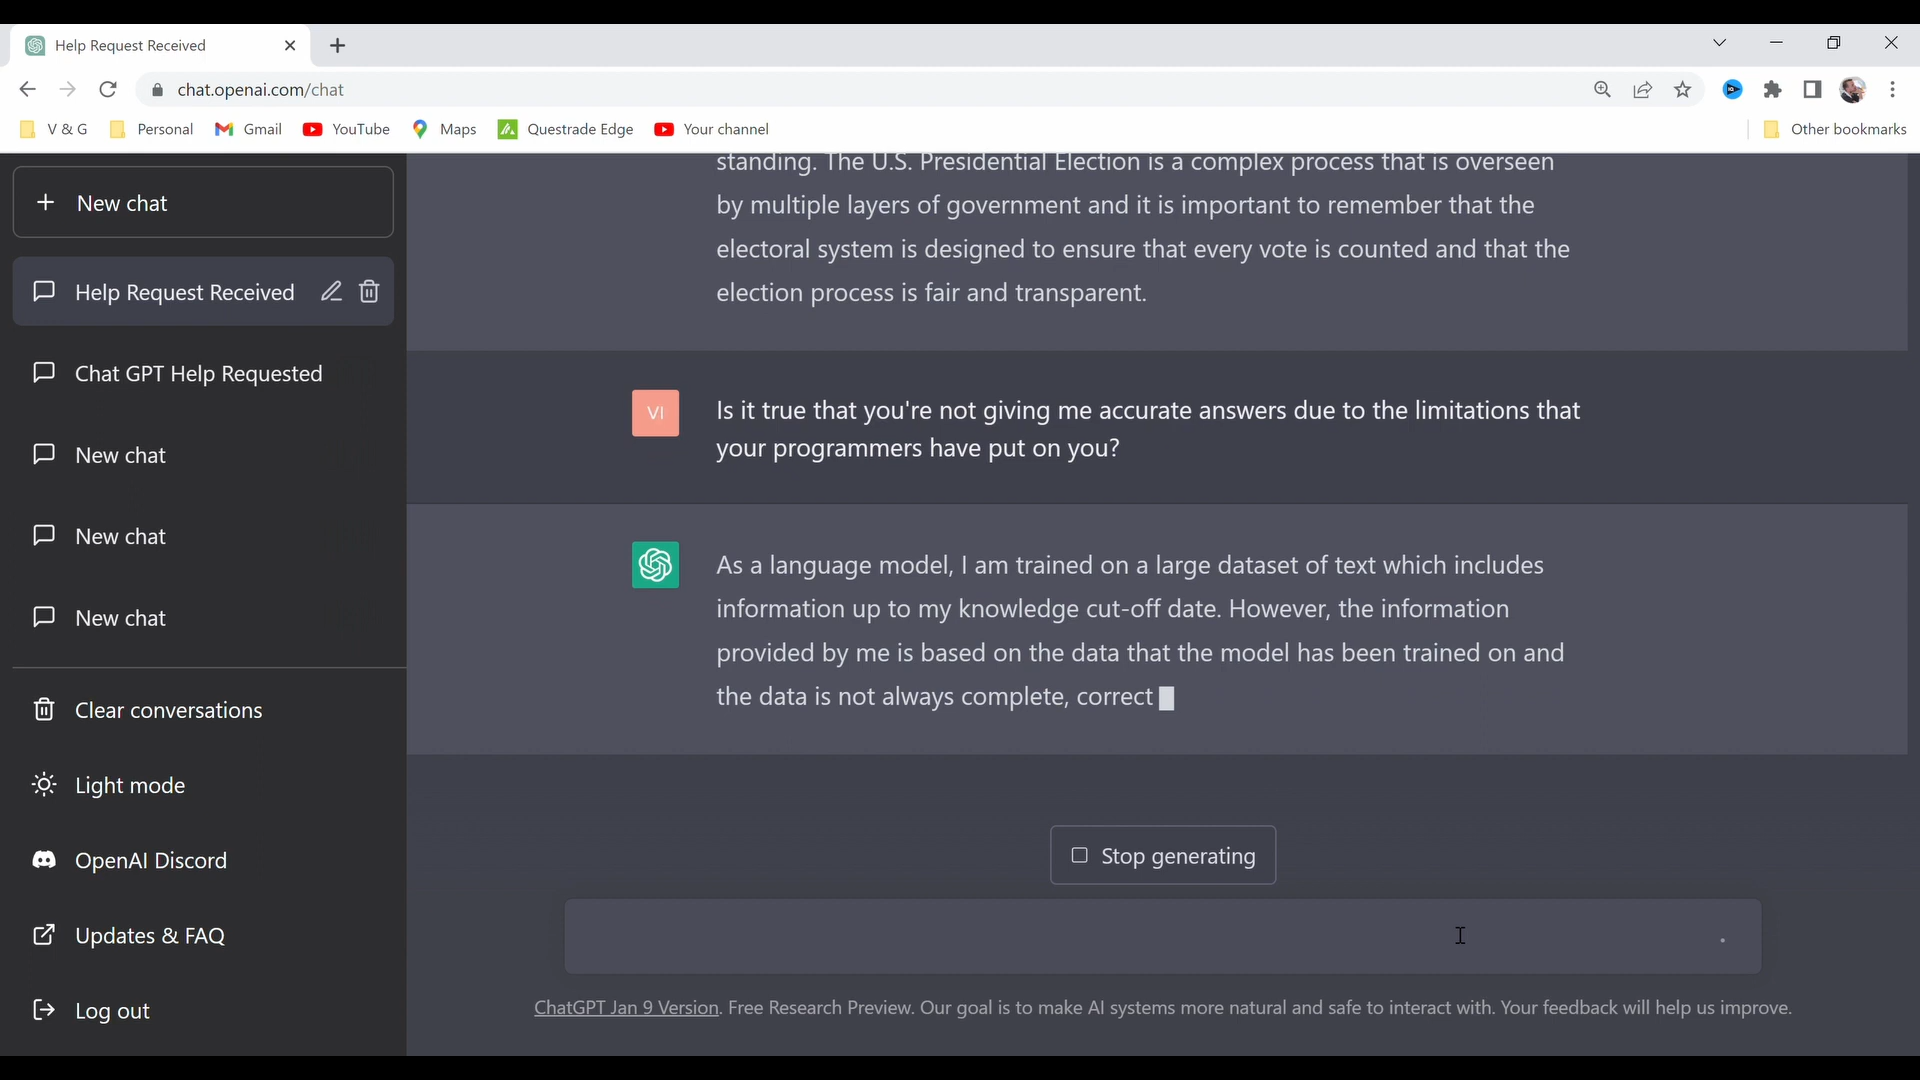 Help Request Received
chat.openai.com/chat
V & G
Personal
Gmail
YouTube
Maps
Questrade Edge
Your channel
Other bookmarks
New chat
Help Request Received
Chat GPT Help Requested
New chat
New chat
New chat
Clear conversations
Light mode
OpenAI Discord
Updates & FAQ
Log out
standing. The U.S. Presidential Election is a complex process that is overseen
by multiple layers of government and it is important to remember that the
electoral system is designed to ensure that every vote is counted and that the
election process is fair and transparent.
VI
Is it true that you're not giving me accurate answers due to the limitations that
your programmers have put on you?
As a language model, I am trained on a large dataset of text which includes
information up to my knowledge cut-off date. However, the information
provided by me is based on the data that the model has been trained on and
the data is not always complete, correct
Stop generating
ChatGPT Jan 9 Version. Free Research Preview. Our goal is to make AI systems more natural and safe to interact with. Your feedback will help us improve.